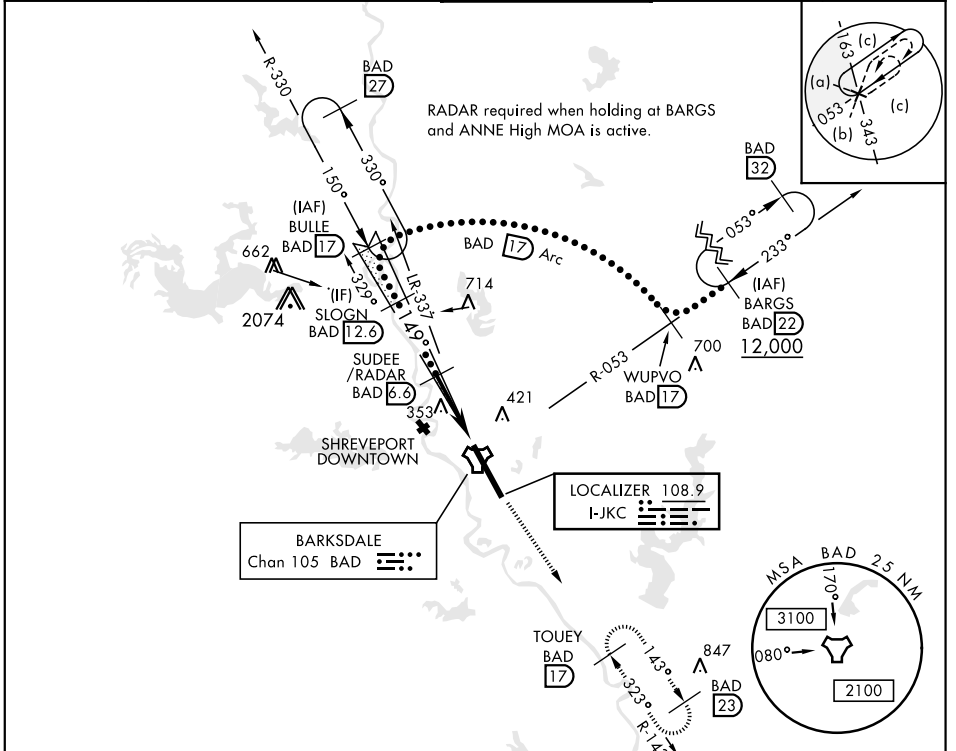 R-330
BAD
27
RADAR required when holding at BARGS
and ANNE High MOA is active.
163
(c)
(a)
(c)
053
(b)
343
150°
330°
BAD
32
053°
233°
(IAF)
BULLE
BAD 17
BAD 17 Arc
(IAF)
BARGS
BAD 22
12,000
662
2074
329°
(IF)
SLOGN
BAD 12.6
LR-337
149°
714
SUDEE
/RADAR
BAD 6.6
R-053
WUPVO
BAD 17
700
353
421
SHREVEPORT
DOWNTOWN
LOCALIZER 108.9
I-JKC
BARKSDALE
Chan 105 BAD
MSA BAD 25 NM
170°
3100
080°
2100
TOUEY
BAD
17
143°
323°
847
BAD
23